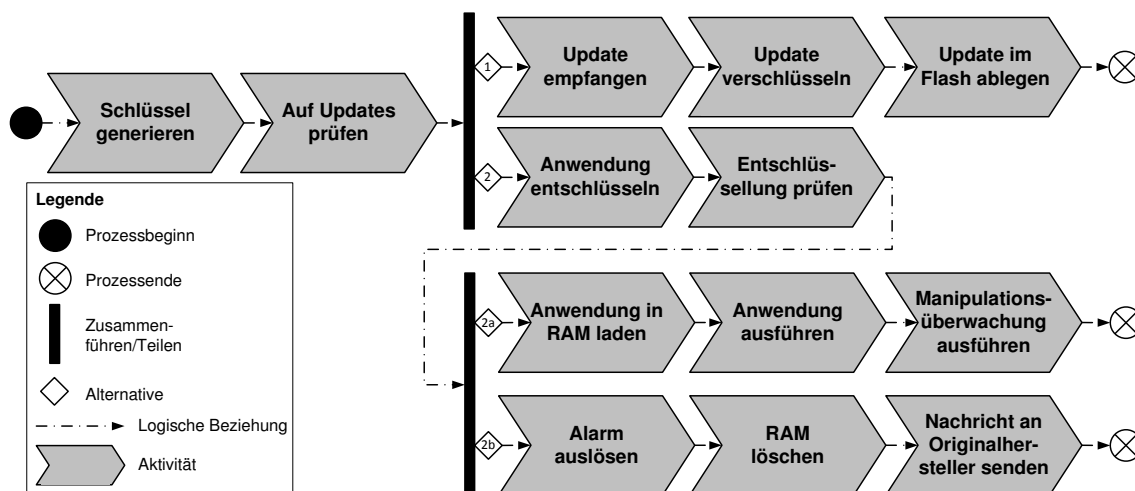 Schlüssel
generieren
Auf Updates
prüfen
1
Update
empfangen
Update
verschlüsseln
Update im
Flash ablegen
2
Anwendung
entschlüsseln
Entschlüs-
sellung prüfen
2a
Anwendung in
RAM laden
Anwendung
ausführen
Manipulations-
überwachung
ausführen
2b
Alarm
auslösen
RAM
löschen
Nachricht an
Originalher-
steller senden
Legende
Prozessbeginn
Prozessende
Zusammen-
führen/Teilen
Alternative
Logische Beziehung
Aktivität